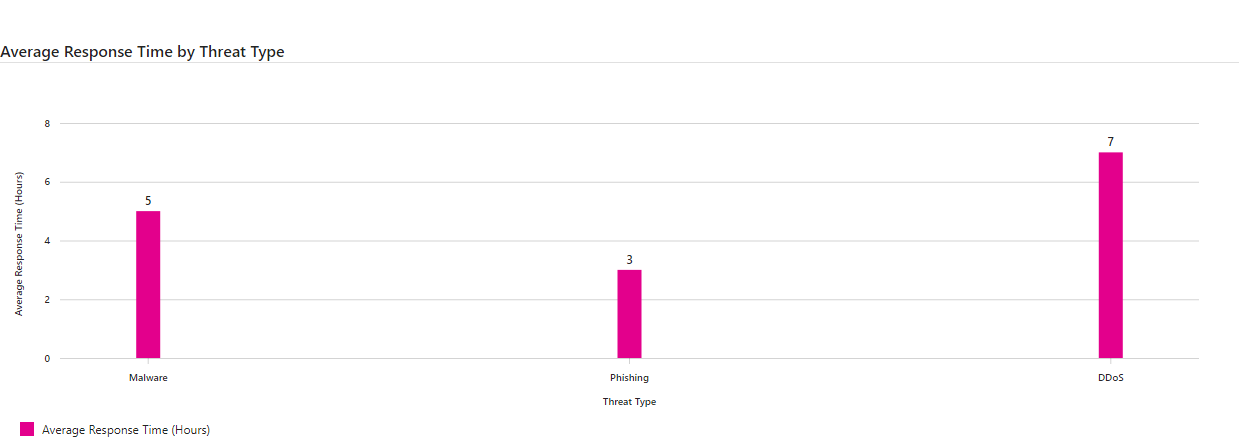 Average Response Time by Threat Type
Average Response Time (Hours)
8
6
4
2
0
5
3
7
Malware
Phishing
DDoS
Threat Type
Average Response Time (Hours)